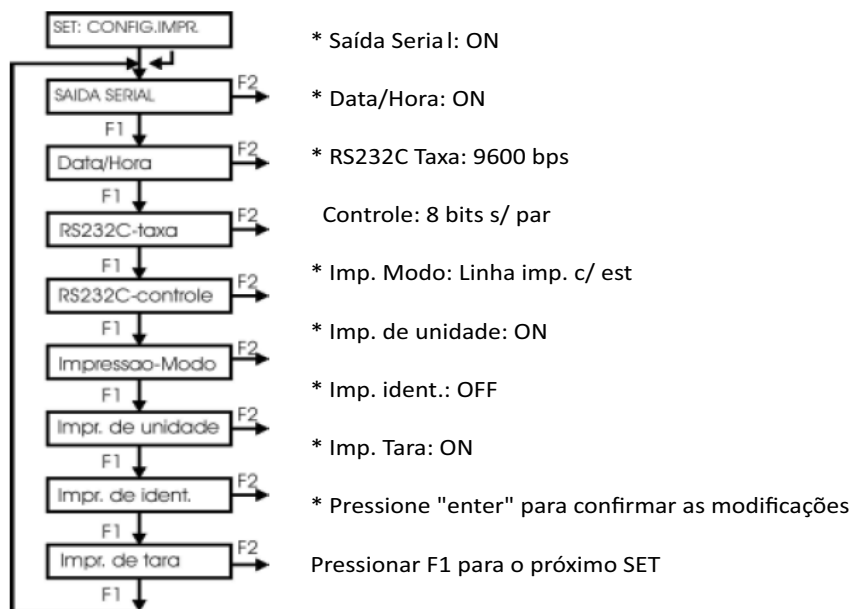 SET: CONFIG.IMPR.
SAIDA SERIAL
F2
F1
Data/Hora
F2
F1
RS232C-taxa
F2
F1
RS232C-controle
F2
F1
Impressao-Modo
F2
F1
Impr. de unidade
F2
F1
Impr. de ident.
F2
F1
Impr. de tara
F2
F1
* Saída Serial: ON
* Data/Hora: ON
* RS232C Taxa: 9600 bps
Controle: 8 bits s/ par
* Imp. Modo: Linha imp. c/ est
* Imp. de unidade: ON
* Imp. ident.: OFF
* Imp. Tara: ON
* Pressione "enter" para confirmar as modificações
Pressionar F1 para o próximo SET